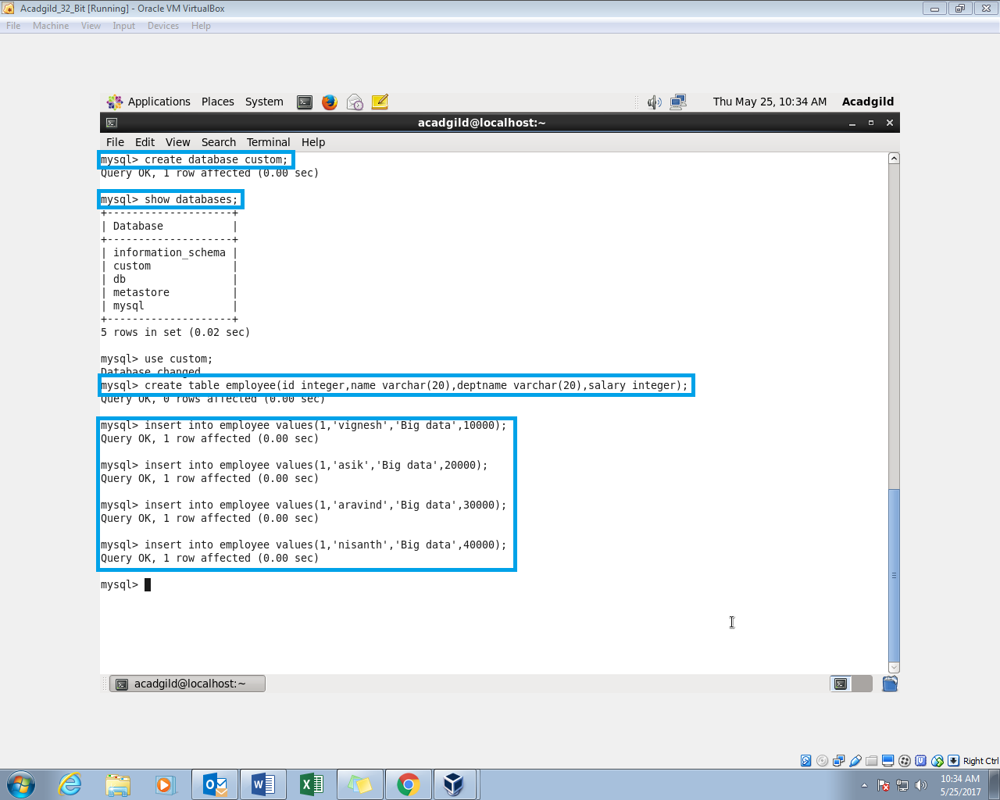 Acadgild_32_Bit [Running] - Oracle VM VirtualBox
File Machine View Input Devices Help
Applications Places System Thu May 25, 10:34 AM Acadgild
acadgild@localhost:~
File Edit View Search Terminal Help
mysql> create database custom;
Query OK, 1 row affected (0.00 sec)
mysql> show databases;
+--------------------+
| Database           |
+--------------------+
| information_schema |
| custom             |
| db                 |
| metastore          |
| mysql              |
+--------------------+
5 rows in set (0.02 sec)
mysql> use custom;
Database changed
mysql> create table employee(id integer,name varchar(20),deptname varchar(20),salary integer);
Query OK, 0 rows affected (0.00 sec)
mysql> insert into employee values(1,'vignesh','Big data',10000);
Query OK, 1 row affected (0.00 sec)
mysql> insert into employee values(1,'asik','Big data',20000);
Query OK, 1 row affected (0.00 sec)
mysql> insert into employee values(1,'aravind','Big data',30000);
Query OK, 1 row affected (0.00 sec)
mysql> insert into employee values(1,'nisanth','Big data',40000);
Query OK, 1 row affected (0.00 sec)
mysql>
acadgild@localhost:~
Right Ctrl
10:34 AM
5/25/2017